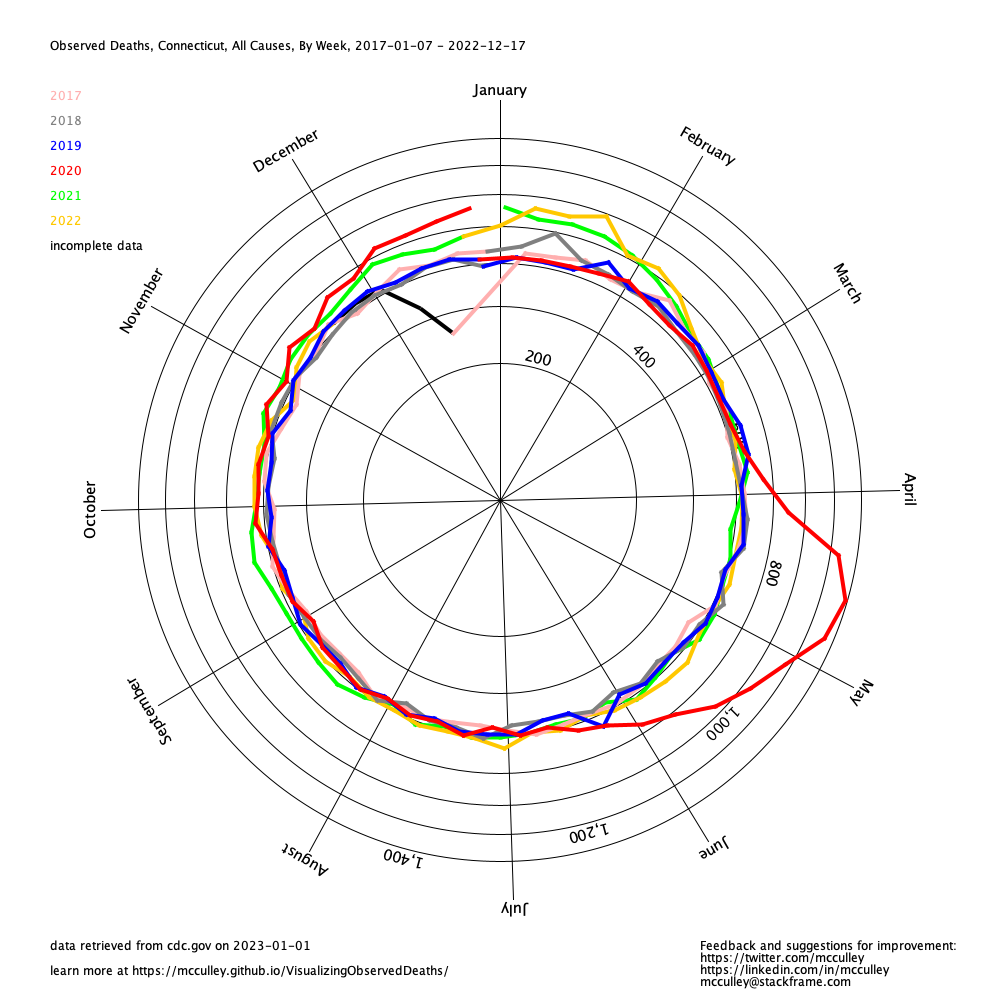 Observed Deaths, Connecticut, All Causes, By Week, 2017-01-07 - 2022-12-17
2017
2018
2019
2020
2021
2022
incomplete data
January
February
March
April
May
June
July
August
September
October
November
December
200
400
800
1,000
1,200
1,400
data retrieved from cdc.gov on 2023-01-01
learn more at https://mcculley.github.io/VisualizingObservedDeaths/
Feedback and suggestions for improvement:
https://twitter.com/mcculley
https://linkedin.com/in/mcculley
mcculley@stackframe.com